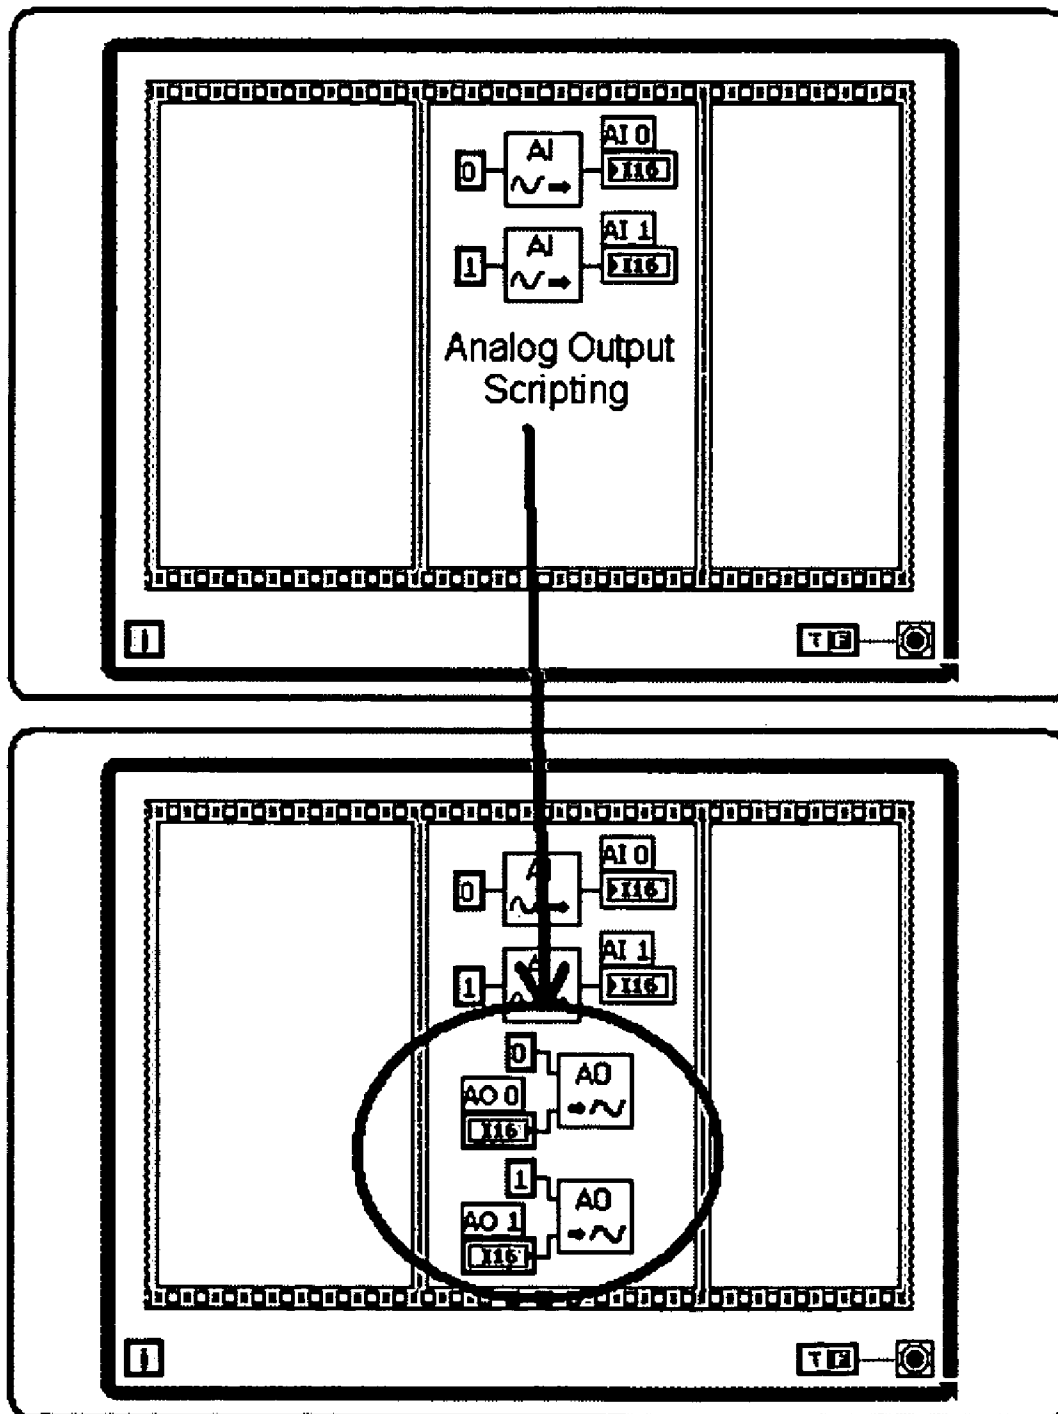 AI 0
0
AI
I16
AI 1
1
AI
I16
Analog Output
Scripting
i
T F
AI 0
0
I16
AI 1
1
I16
0
AO
AO 0
I16
1
AO
AO 1
I16
i
T F